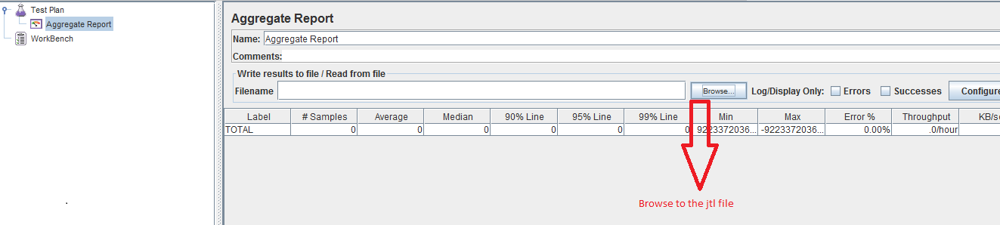 Test Plan
Aggregate Report
WorkBench
Aggregate Report
Name: Aggregate Report
Comments:
Write results to file / Read from file
Filename Browse... Log/Display Only: Errors Successes Configure
Label # Samples Average Median 90% Line 95% Line 99% Line Min Max Error % Throughput KB/se
TOTAL 0 0 0 0 0 0 9223372036... -9223372036... 0.00% .0/hour
Browse to the jtl file